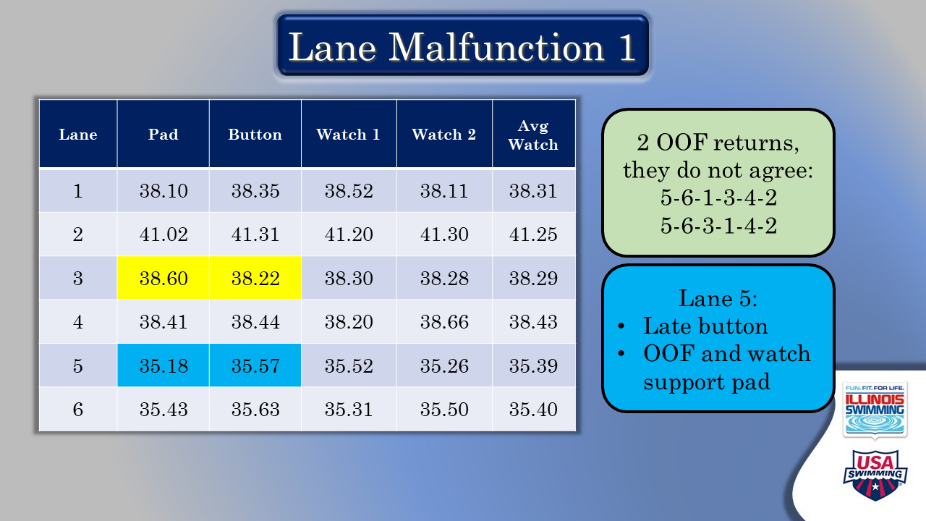 Lane Malfunction 1
Lane Pad Button Watch 1 Watch 2 Avg Watch
1 38.10 38.35 38.52 38.11 38.31
2 41.02 41.31 41.20 41.30 41.25
3 38.60 38.22 38.30 38.28 38.29
4 38.41 38.44 38.20 38.66 38.43
5 35.18 35.57 35.52 35.26 35.39
6 35.43 35.63 35.31 35.50 35.40
2 OOF returns,
they do not agree:
5-6-1-3-4-2
5-6-3-1-4-2
Lane 5:
• Late button
• OOF and watch
support pad
FUN. FIT. FOR LIFE.
ILLINOIS
SWIMMING
USA
SWIMMING